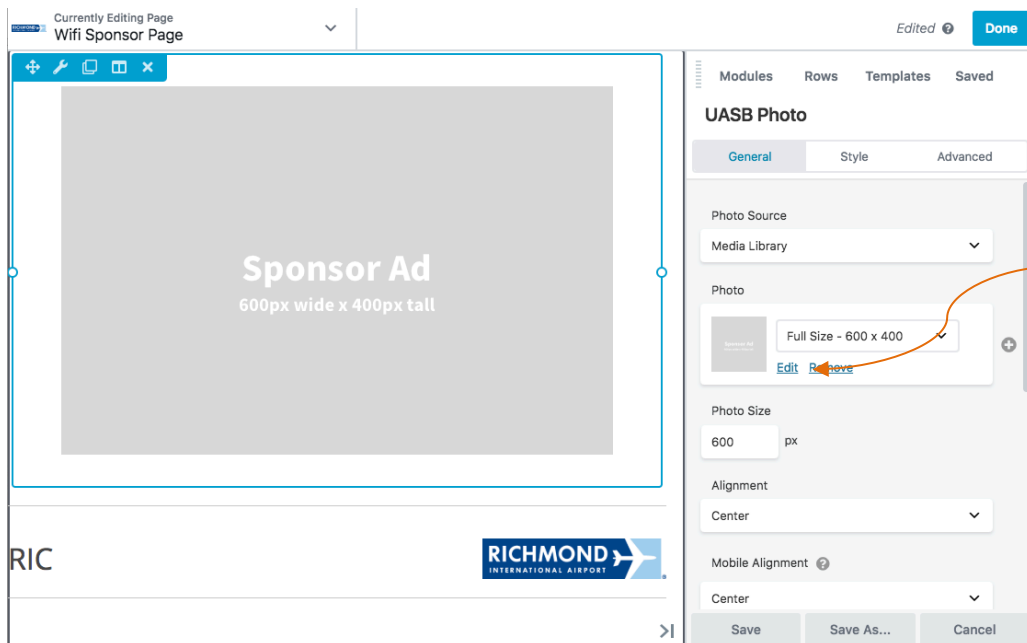 Currently Editing Page
Wifi Sponsor Page
Edited
Done
Sponsor Ad
600px wide x 400px tall
RIC
RICHMOND
INTERNATIONAL AIRPORT
Modules Rows Templates Saved
UASB Photo
General Style Advanced
Photo Source
Media Library
Photo
Sponsor Ad
Full Size - 600 x 400
Edit Remove
Photo Size
600 px
Alignment
Center
Mobile Alignment
Center
Save Save As... Cancel